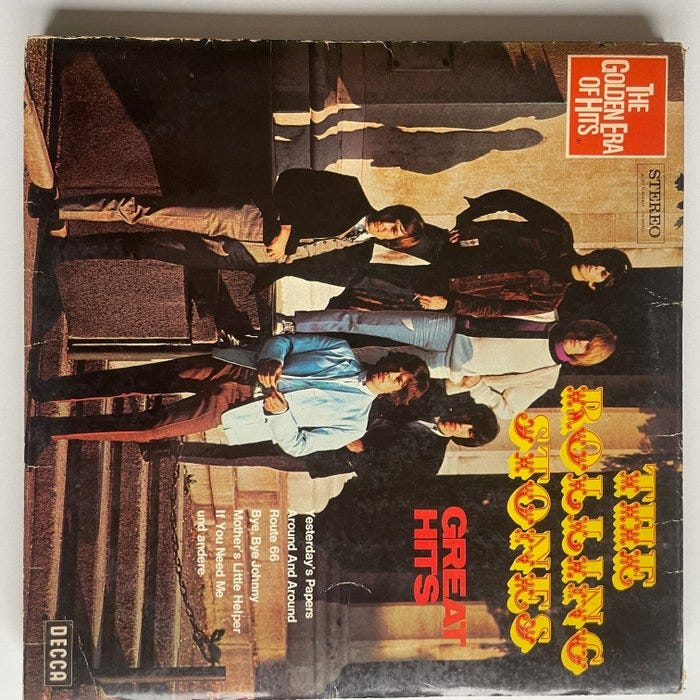 THE
GOLDEN ERA
OF HITS
STEREO
THE
ROLLING
STONES
GREAT
HITS
Yesterday's Papers
Around And Around
Route 66
Bye, Bye Johnny
Mother's Little Helper
If You Need Me
und andere
DECCA